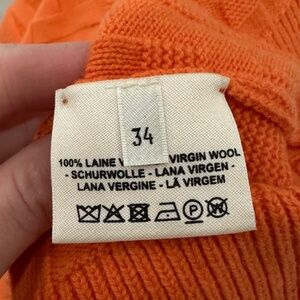 34
100% LAINE V VIRGIN WOOL
- SCHURWOLLE - LANA VIRGEN -
LANA VERGINE - LÃ VIRGEM
P W